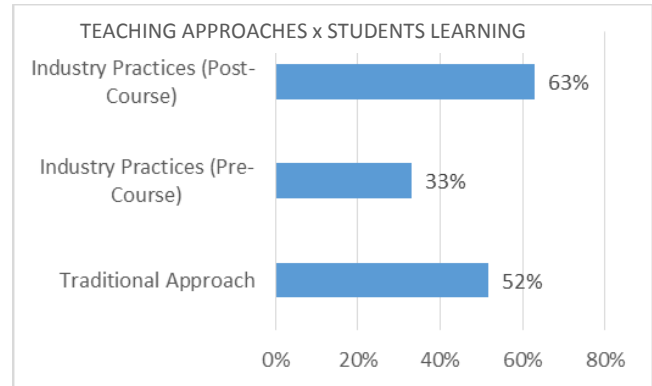 TEACHING APPROACHES x STUDENTS LEARNING
Industry Practices (Post-
Course)
63%
Industry Practices (Pre-
Course)
33%
Traditional Approach
52%
0% 20% 40% 60% 80%